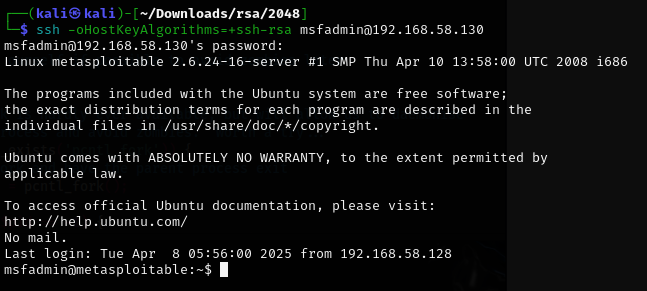 ┌──(kali㉿kali)-[~/Downloads/rsa/2048]
└─$ ssh -oHostKeyAlgorithms=+ssh-rsa msfadmin@192.168.58.130
msfadmin@192.168.58.130's password:
Linux metasploitable 2.6.24-16-server #1 SMP Thu Apr 10 13:58:00 UTC 2008 i686
The programs included with the Ubuntu system are free software;
the exact distribution terms for each program are described in the
individual files in /usr/share/doc/*/copyright.
Ubuntu comes with ABSOLUTELY NO WARRANTY, to the extent permitted by
applicable law.
To access official Ubuntu documentation, please visit:
http://help.ubuntu.com/
No mail.
Last login: Tue Apr  8 05:56:00 2025 from 192.168.58.128
msfadmin@metasploitable:~$